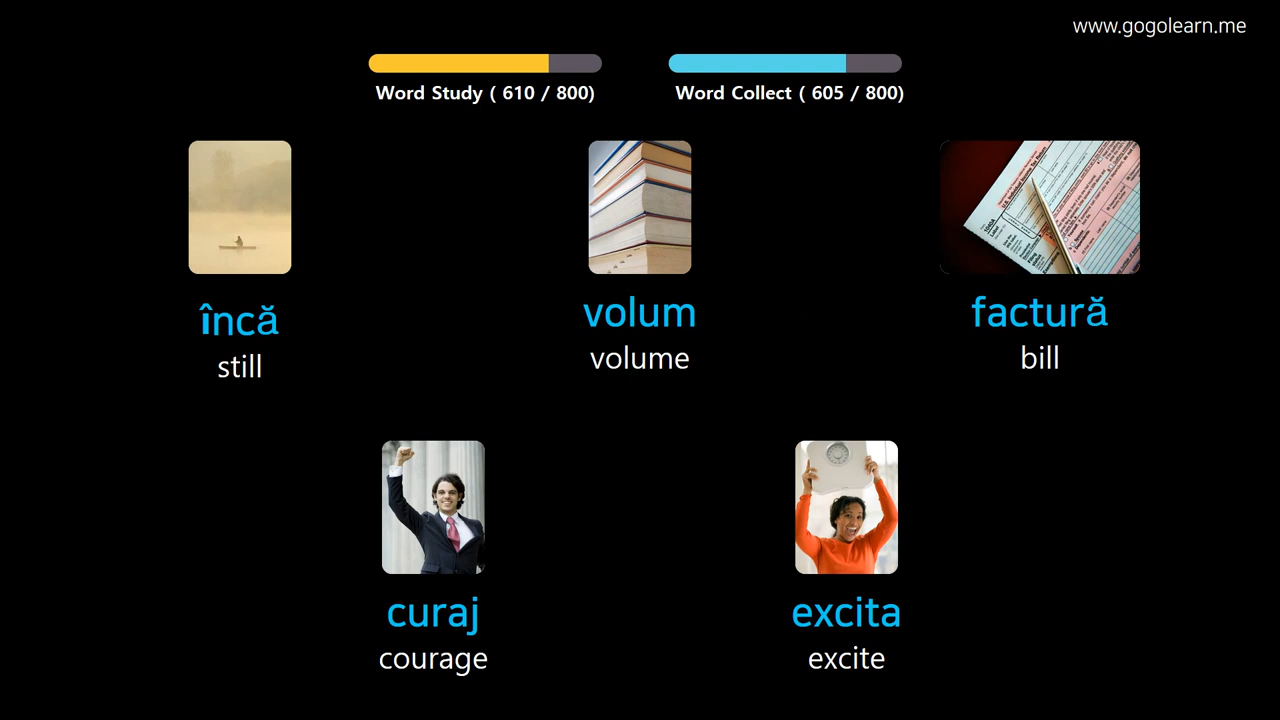 www.gogolearn.me
Word Study ( 610 / 800)
Word Collect ( 605 / 800)
încă
still
volum
volume
factură
bill
curaj
courage
excita
excite